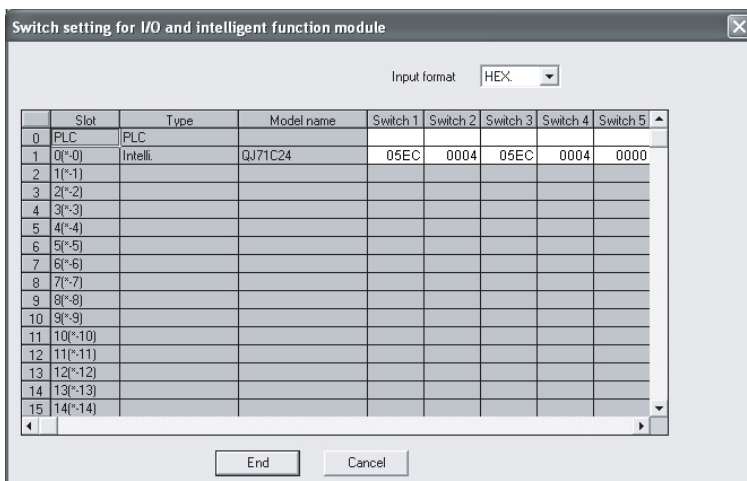 Switch setting for I/O and intelligent function module
Input format HEX.
Slot Type Model name Switch 1 Switch 2 Switch 3 Switch 4 Switch 5
0 PLC PLC
1 0(*-0) Intelli. QJ71C24 05EC 0004 05EC 0004 0000
2 1(*-1)
3 2(*-2)
4 3(*-3)
5 4(*-4)
6 5(*-5)
7 6(*-6)
8 7(*-7)
9 8(*-8)
10 9(*-9)
11 10(*-10)
12 11(*-11)
13 12(*-12)
14 13(*-13)
15 14(*-14)
End Cancel